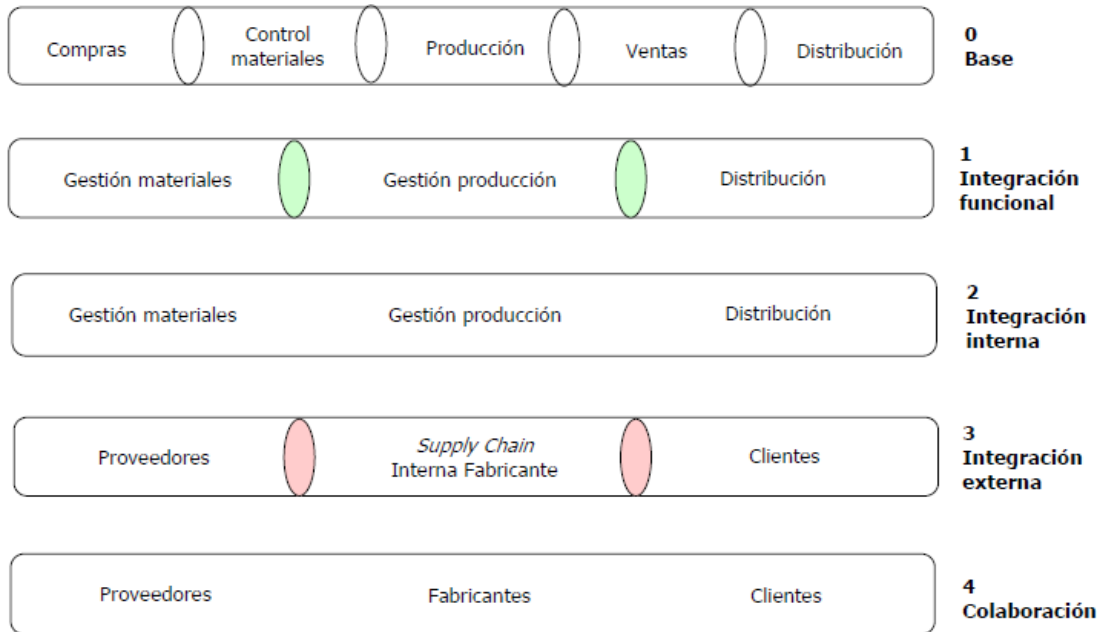 Compras
Control
materiales
Producción
Ventas
Distribución
0
Base
Gestión materiales
Gestión producción
Distribución
1
Integración
funcional
Gestión materiales
Gestión producción
Distribución
2
Integración
interna
Proveedores
Supply Chain
Interna Fabricante
Clientes
3
Integración
externa
Proveedores
Fabricantes
Clientes
4
Colaboración